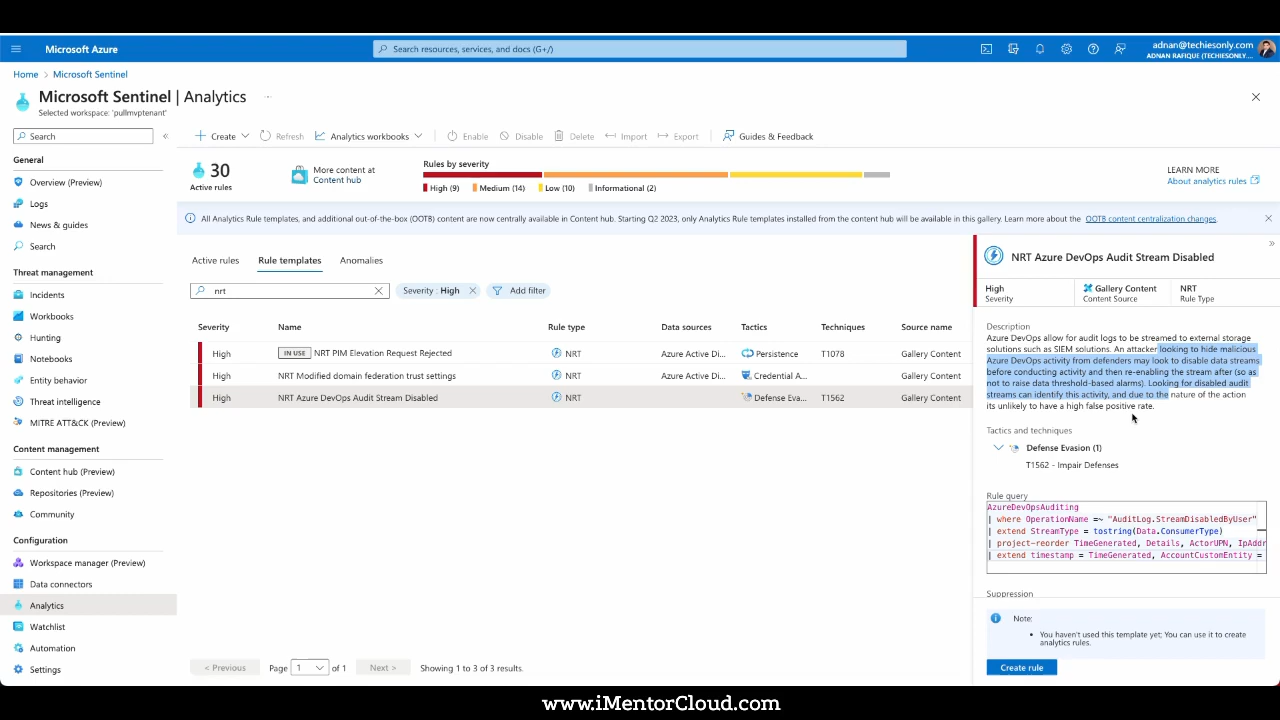 Microsoft Azure
Search resources, services, and docs (G+/)
adnan@techiesonly.com
ADNAN RAFIQUE (TECHIESONLY....
Home > Microsoft Sentinel
Microsoft Sentinel | Analytics ...
Selected workspace: 'pullmvptenant'
Search «
General
Overview (Preview)
Logs
News & guides
Search
Threat management
Incidents
Workbooks
Hunting
Notebooks
Entity behavior
Threat intelligence
MITRE ATT&CK (Preview)
Content management
Content hub (Preview)
Repositories (Preview)
Community
Configuration
Workspace manager (Preview)
Data connectors
Analytics
Watchlist
Automation
Settings
Create Refresh Analytics workbooks Enable Disable Delete Import Export Guides & Feedback
30
Active rules
More content at
Content hub
Rules by severity
High (9) Medium (14) Low (10) Informational (2)
LEARN MORE
About analytics rules
All Analytics Rule templates, and additional out-of-the-box (OOTB) content are now centrally available in Content hub. Starting Q2 2023, only Analytics Rule templates installed from the content hub will be available in this gallery. Learn more about the OOTB content centralization changes.
Active rules Rule templates Anomalies
nrt Severity : High Add filter
Severity Name Rule type Data sources Tactics Techniques Source name
High IN USE NRT PIM Elevation Request Rejected NRT Azure Active Di... Persistence T1078 Gallery Content
High NRT Modified domain federation trust settings NRT Azure Active Di... Credential A... Gallery Content
High NRT Azure DevOps Audit Stream Disabled NRT Defense Eva... T1562 Gallery Content
< Previous Page 1 of 1 Next > Showing 1 to 3 of 3 results.
»
NRT Azure DevOps Audit Stream Disabled
High Gallery Content NRT
Severity Content Source Rule Type
Description
Azure DevOps allow for audit logs to be streamed to external storage
solutions such as SIEM solutions. An attacker looking to hide malicious
Azure DevOps activity from defenders may look to disable data streams
before conducting activity and then re-enabling the stream after (so as
not to raise data threshold-based alarms). Looking for disabled audit
streams can identify this activity, and due to the nature of the action
its unlikely to have a high false positive rate.
Tactics and techniques
Defense Evasion (1)
T1562 - Impair Defenses
Rule query
AzureDevOpsAuditing
| where OperationName =~ "AuditLog.StreamDisabledByUser"
| extend StreamType = tostring(Data.ConsumerType)
| project-reorder TimeGenerated, Details, ActorUPN, IpAddr
| extend timestamp = TimeGenerated, AccountCustomEntity =
Suppression
Note:
• You haven't used this template yet; You can use it to create
analytics rules.
Create rule
www.iMentorCloud.com